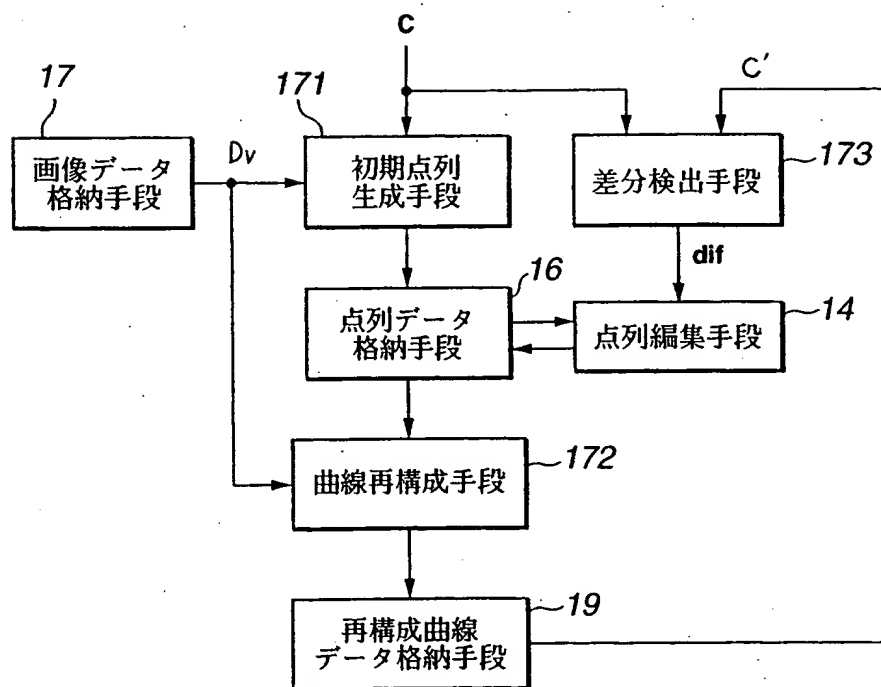 C
17
171
C'
173
画像データ
格納手段
Dv
初期点列
生成手段
差分検出手段
dif
16
14
点列データ
格納手段
点列編集手段
曲線再構成手段
172
19
再構成曲線
データ格納手段